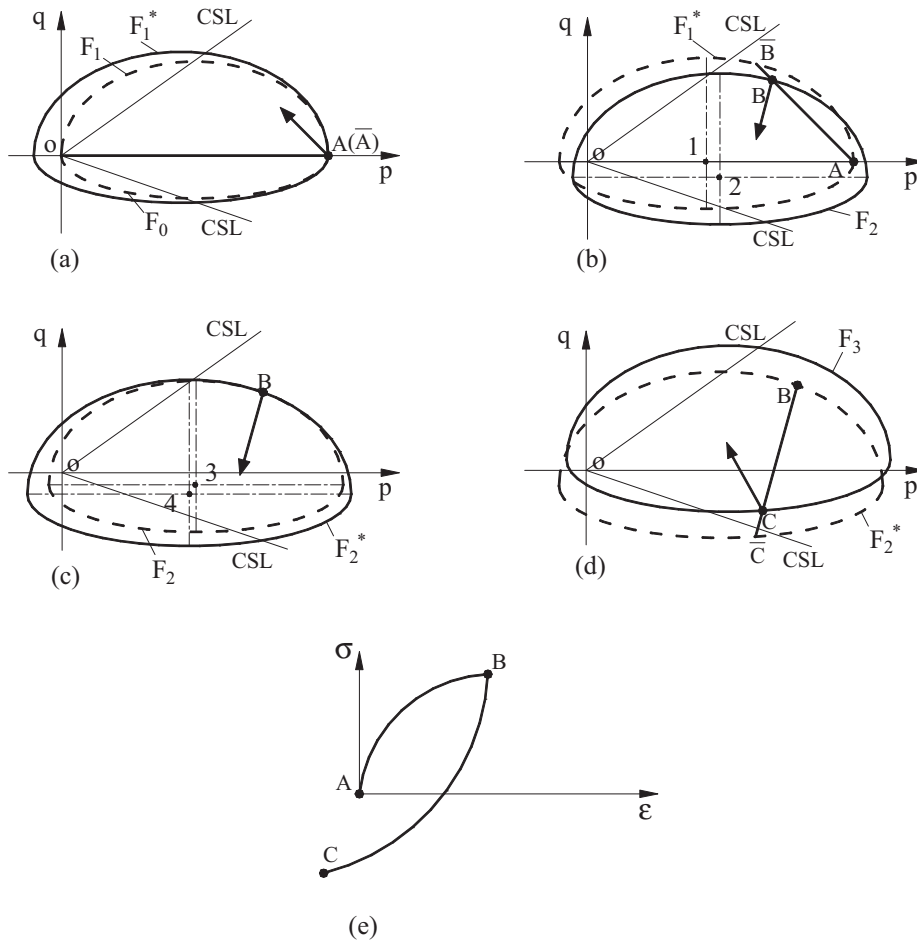 q
F₁*
CSL
F₁
o
A(A̅)
p
F₀
CSL
(a)
q
F₁*
CSL
B̅
B
o
1
A
p
2
F₂
CSL
(b)
q
CSL
B
o
3
p
4
F₂
CSL
F₂*
(c)
q
CSL
F₃
B
o
p
C
C̅
CSL
F₂*
(d)
σ
B
A
ε
C
(e)